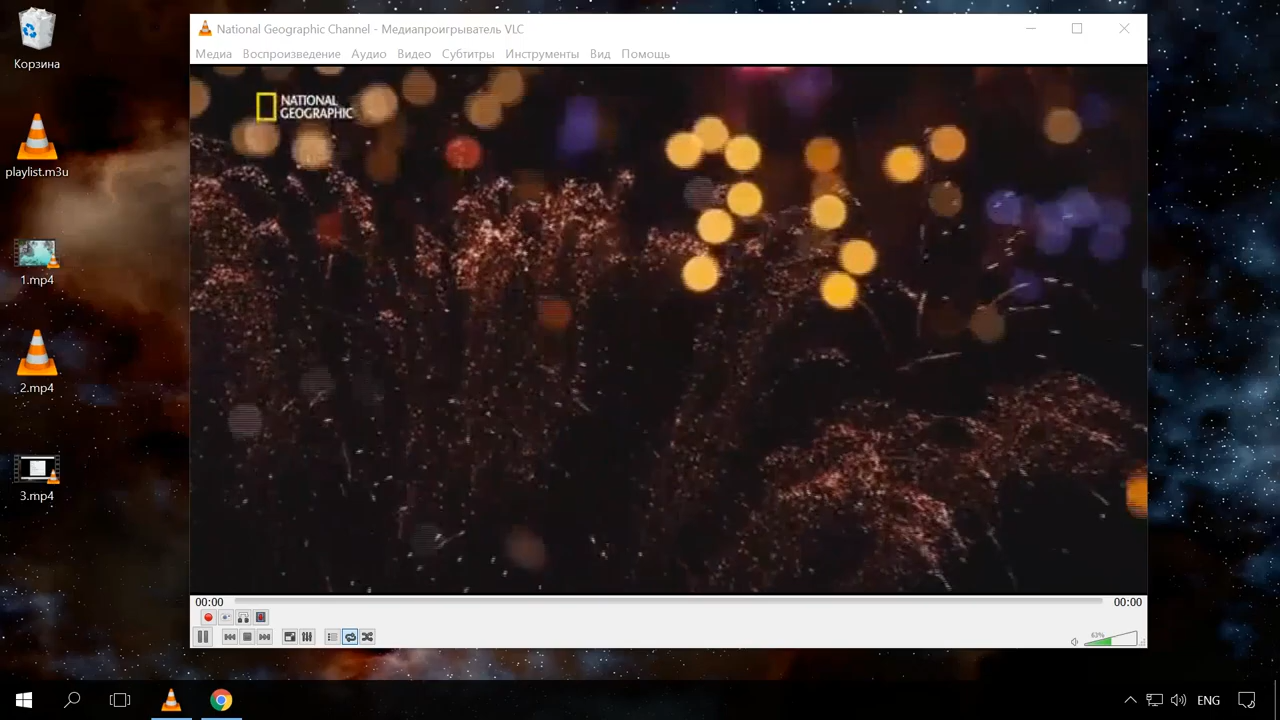 National Geographic Channel - Медиапроигрыватель VLC
Медиа Воспроизведение Аудио Видео Субтитры Инструменты Вид Помощь
NATIONAL
GEOGRAPHIC
Корзина
playlist.m3u
1.mp4
2.mp4
3.mp4
00:00 00:00
63%
ENG